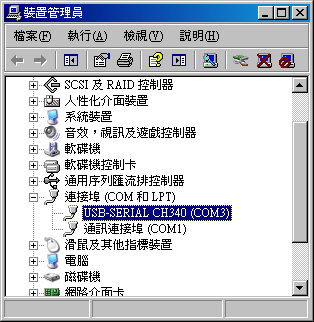 裝置管理員
檔案(F) 執行(A) 檢視(V) 說明(H)
SCSI 及 RAID 控制器
人性化介面裝置
系統裝置
音效，視訊及遊戲控制器
軟碟機
軟碟機控制卡
通用序列匯流排控制器
連接埠 (COM 和 LPT)
USB-SERIAL CH340 (COM3)
通訊連接埠 (COM1)
滑鼠及其他指標裝置
電腦
磁碟機
網路介面卡